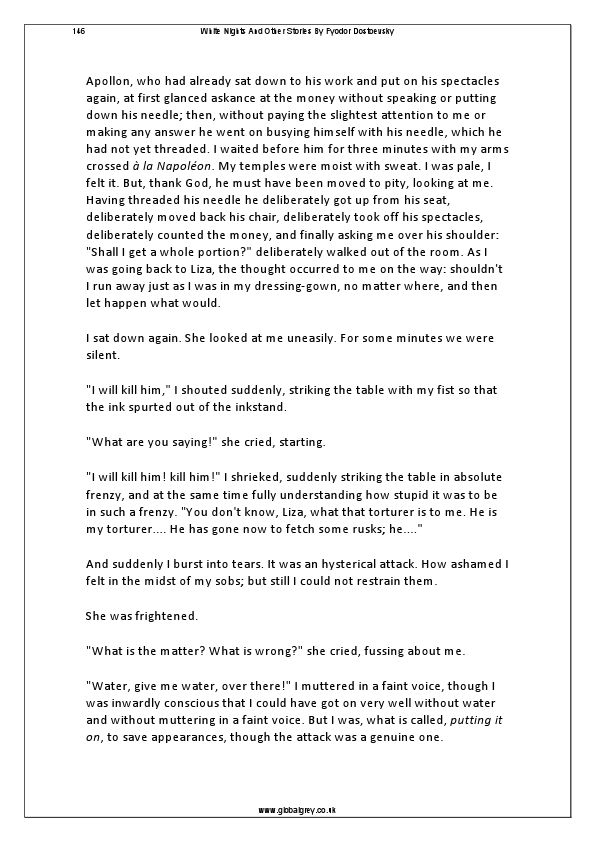 146
White Nights And Other Stories By Fyodor Dostoevsky
Apollon, who had already sat down to his work and put on his spectacles
again, at first glanced askance at the money without speaking or putting
down his needle; then, without paying the slightest attention to me or
making any answer he went on busying himself with his needle, which he
had not yet threaded. I waited before him for three minutes with my arms
crossed à la Napoléon. My temples were moist with sweat. I was pale, I
felt it. But, thank God, he must have been moved to pity, looking at me.
Having threaded his needle he deliberately got up from his seat,
deliberately moved back his chair, deliberately took off his spectacles,
deliberately counted the money, and finally asking me over his shoulder:
"Shall I get a whole portion?" deliberately walked out of the room. As I
was going back to Liza, the thought occurred to me on the way: shouldn't
I run away just as I was in my dressing-gown, no matter where, and then
let happen what would.
I sat down again. She looked at me uneasily. For some minutes we were
silent.
"I will kill him," I shouted suddenly, striking the table with my fist so that
the ink spurted out of the inkstand.
"What are you saying!" she cried, starting.
"I will kill him! kill him!" I shrieked, suddenly striking the table in absolute
frenzy, and at the same time fully understanding how stupid it was to be
in such a frenzy. "You don't know, Liza, what that torturer is to me. He is
my torturer.... He has gone now to fetch some rusks; he...."
And suddenly I burst into tears. It was an hysterical attack. How ashamed I
felt in the midst of my sobs; but still I could not restrain them.
She was frightened.
"What is the matter? What is wrong?" she cried, fussing about me.
"Water, give me water, over there!" I muttered in a faint voice, though I
was inwardly conscious that I could have got on very well without water
and without muttering in a faint voice. But I was, what is called, putting it
on, to save appearances, though the attack was a genuine one.
www.globalgrey.co.uk